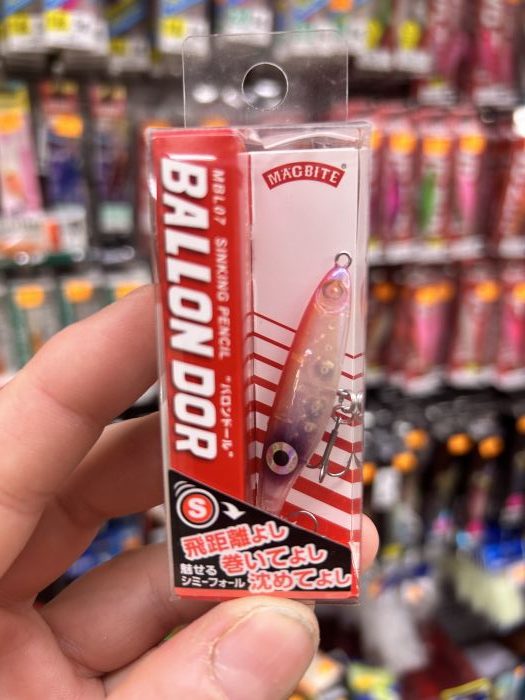 MAGBITE
BALLON DOR
MBL07 SINKING PENCIL "バロンドール"
S
飛距離よし
巻いてよし
魅せる
シミーフォール 沈めてよし